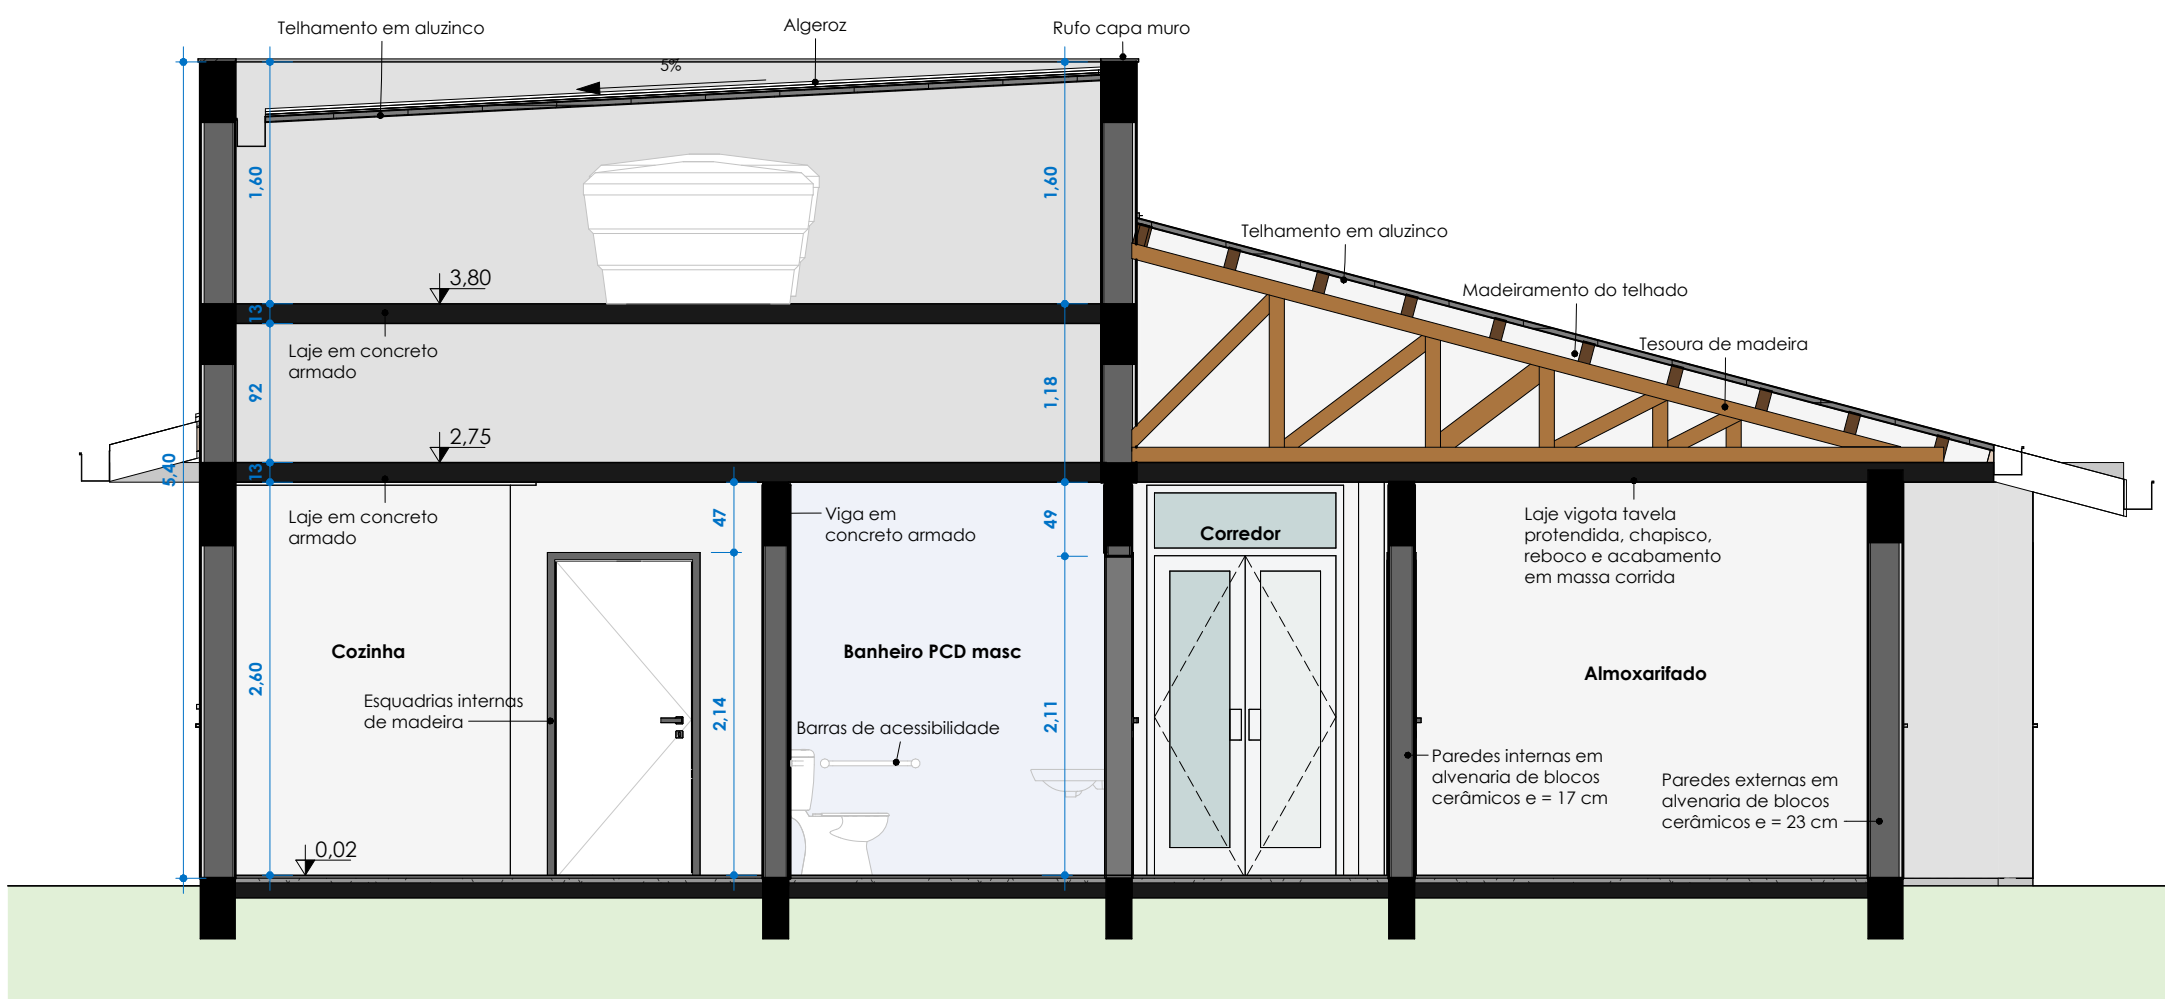 Telhamento em aluzinco
Algeroz
Rufo capa muro
5%
1,60
1,60
Telhamento em aluzinco
3,80
13
Madeiramento do telhado
Tesoura de madeira
Laje em concreto
armado
92
1,18
2,75
13
5,40
Laje em concreto
armado
47
Viga em
concreto armado
49
Corredor
Laje vigota tavela
protendida, chapisco,
reboco e acabamento
em massa corrida
Cozinha
Banheiro PCD masc
Almoxarifado
2,60
Esquadrias internas
de madeira
2,14
2,11
Barras de acessibilidade
Paredes internas em
alvenaria de blocos
cerâmicos e = 17 cm
Paredes externas em
alvenaria de blocos
cerâmicos e = 23 cm
0,02